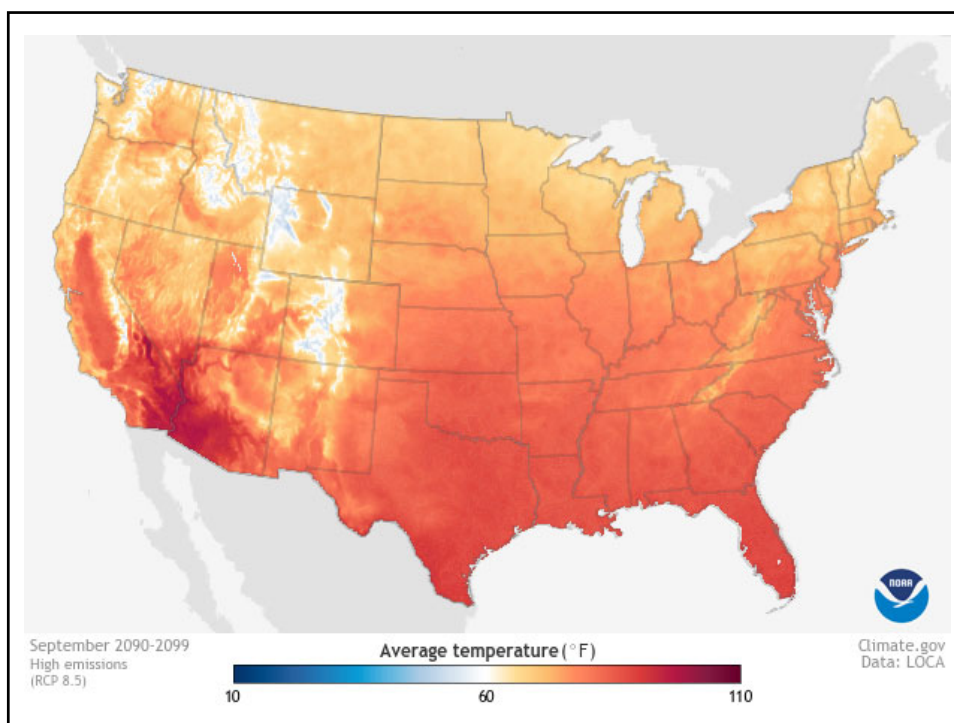 NOAA
September 2090-2099
High emissions
(RCP 8.5)
Average temperature (°F)
10
60
110
Climate.gov
Data: LOCA